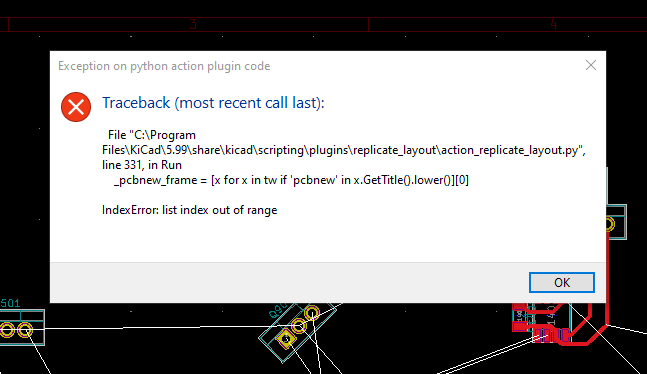 3
4
Exception on python action plugin code
Traceback (most recent call last):
File "C:\Program
Files\KiCad\5.99\share\kicad\scripting\plugins\replicate_layout\action_replicate_layout.py",
line 331, in Run
_pcbnew_frame = [x for x in tw if 'pcbnew' in x.GetTitle().lower()][0]
IndexError: list index out of range
OK